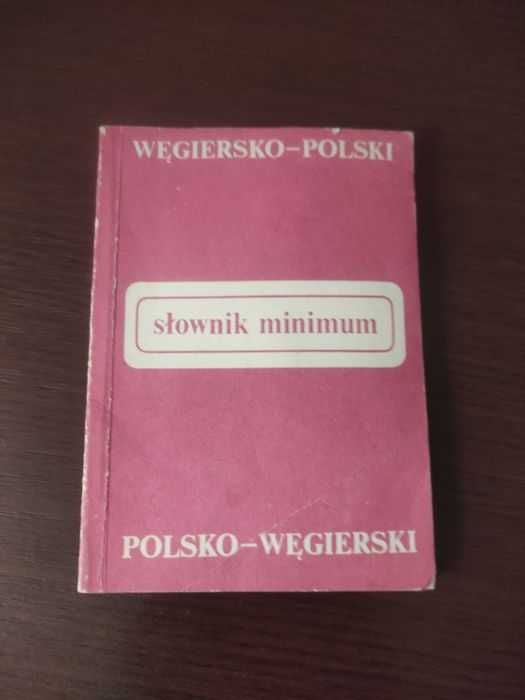 WĘGIERSKO–POLSKI
słownik minimum
POLSKO–WĘGIERSKI